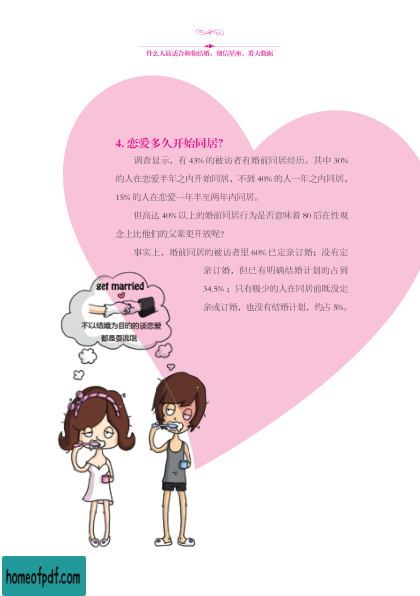 什么人最适合和你结婚，别信星座，看大数据
4. 恋爱多久开始同居？
调查显示，有 43% 的被访者有婚前同居经历。其中 30%
的人在恋爱半年之内开始同居，不到 40% 的人一年之内同居，
15% 的人在恋爱一年半至两年内同居。
但高达 40% 以上的婚前同居行为是否意味着 80 后在性观
念上比他们的父辈更开放呢？
事实上，婚前同居的被访者里 60% 已定亲订婚；没有定
亲订婚，但已有明确结婚计划的占到
34.5%；只有极少的人在同居前既没定
亲或订婚，也没有结婚计划，约占 5%。
get married
不以结婚为目的的谈恋爱
都是耍流氓
homeofpdf.com